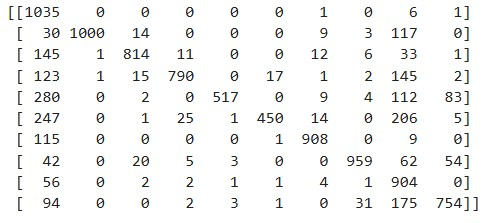 [[1035 0 0 0 0 0 1 0 6 1]
[ 30 1000 14 0 0 0 9 3 117 0]
[ 145 1 814 11 0 0 12 6 33 1]
[ 123 1 15 790 0 17 1 2 145 2]
[ 280 0 2 0 517 0 9 4 112 83]
[ 247 0 1 25 1 450 14 0 206 5]
[ 115 0 0 0 0 1 908 0 9 0]
[ 42 0 20 5 3 0 0 959 62 54]
[ 56 0 2 2 1 1 4 1 904 0]
[ 94 0 0 2 3 1 0 31 175 754]]